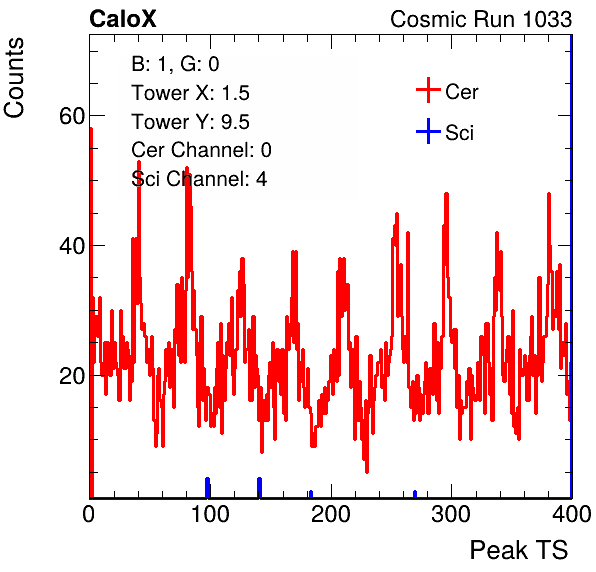 CaloX Cosmic Run 1033
Counts
B: 1, G: 0
Tower X: 1.5
Tower Y: 9.5
Cer Channel: 0
Sci Channel: 4
Cer
Sci
60
40
20
0 100 200 300 400
Peak TS